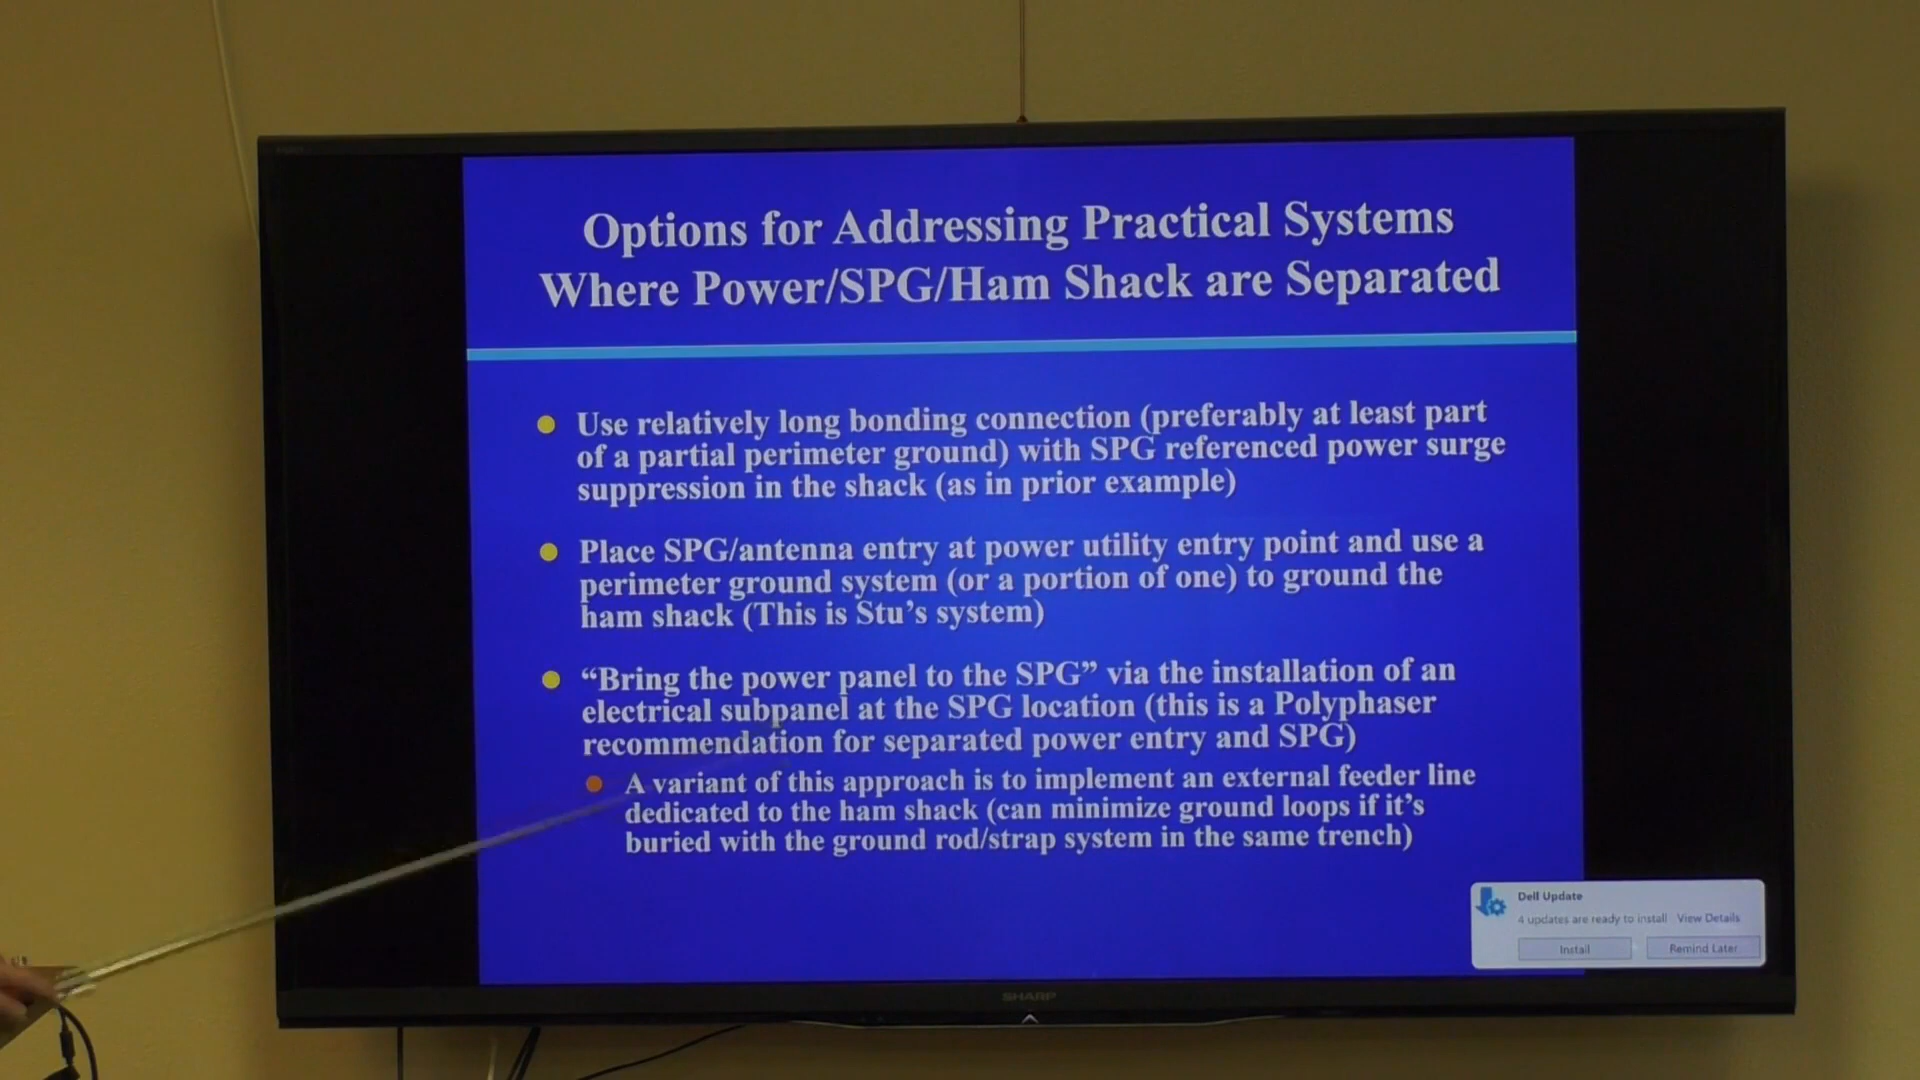 Options for Addressing Practical Systems
Where Power/SPG/Ham Shack are Separated
Use relatively long bonding connection (preferably at least part
of a partial perimeter ground) with SPG referenced power surge
suppression in the shack (as in prior example)
Place SPG/antenna entry at power utility entry point and use a
perimeter ground system (or a portion of one) to ground the
ham shack (This is Stu’s system)
“Bring the power panel to the SPG” via the installation of an
electrical subpanel at the SPG location (this is a Polyphaser
recommendation for separated power entry and SPG)
A variant of this approach is to implement an external feeder line
dedicated to the ham shack (can minimize ground loops if it’s
buried with the ground rod/strap system in the same trench)
Dell Update
4 updates are ready to install View Details
Install Remind Later
SHARP